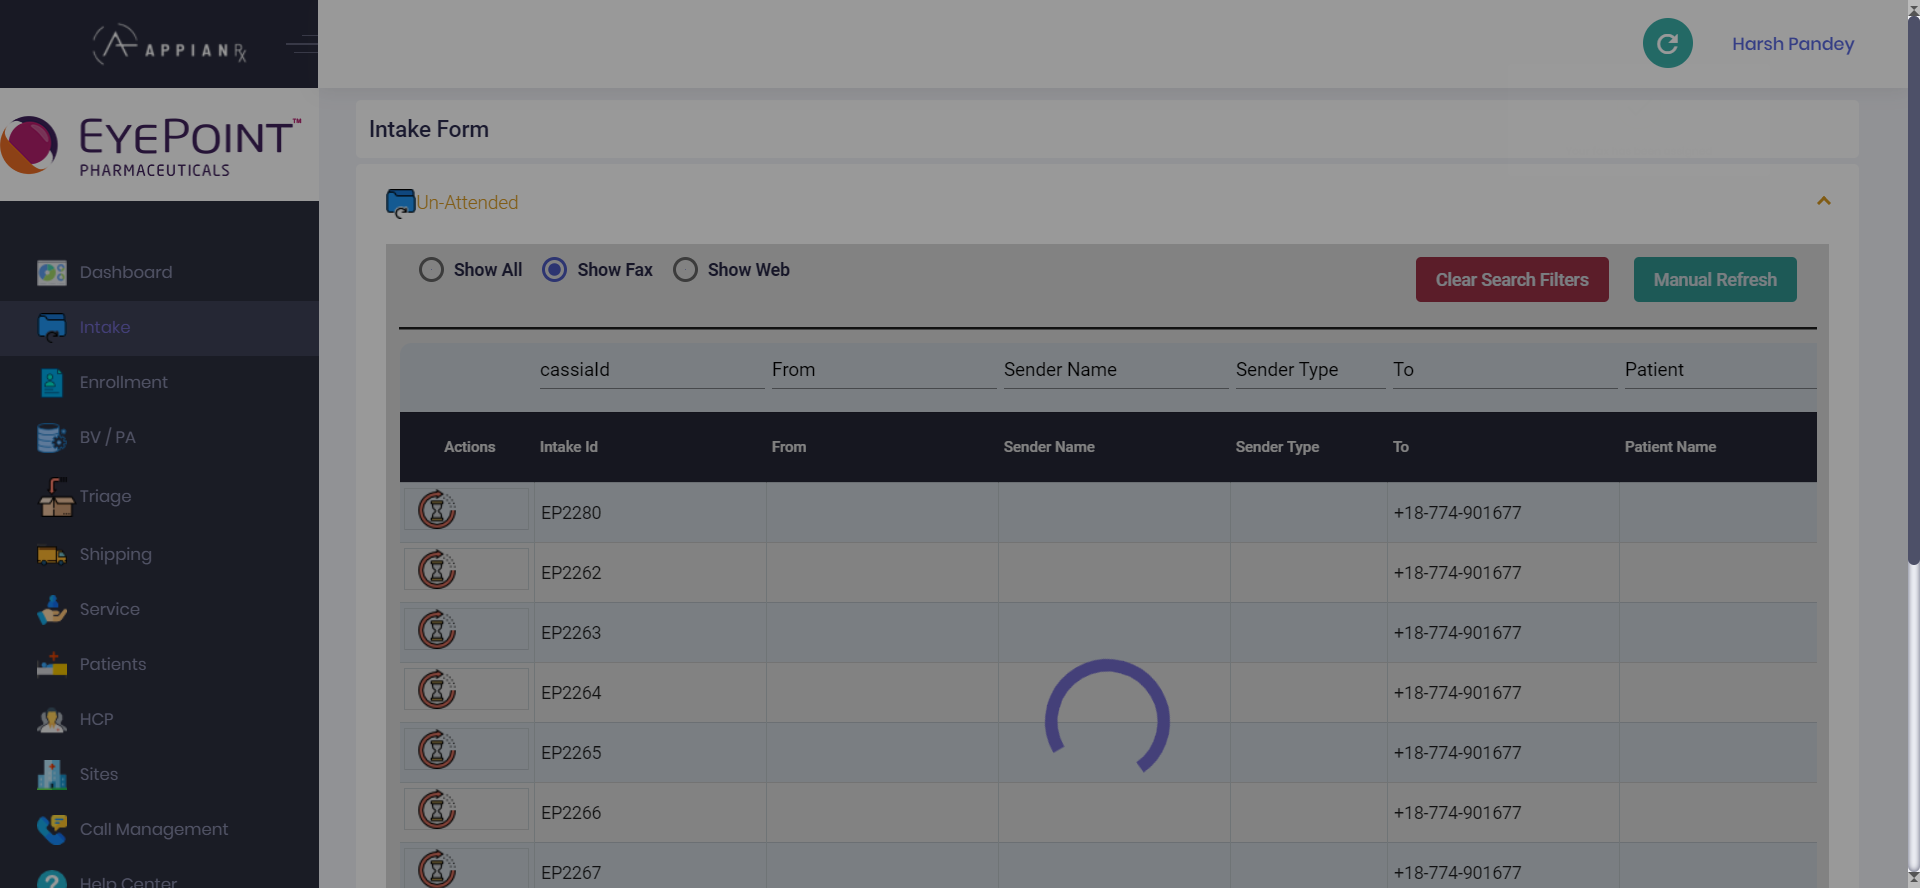 APPIANRx
Harsh Pandey
EYEPOINT™
PHARMACEUTICALS
Intake Form
Un-Attended
Show All Show Fax Show Web
Clear Search Filters Manual Refresh
cassiaId From Sender Name Sender Type To Patient
Actions Intake Id From Sender Name Sender Type To Patient Name
EP2280 +18-774-901677
EP2262 +18-774-901677
EP2263 +18-774-901677
EP2264 +18-774-901677
EP2265 +18-774-901677
EP2266 +18-774-901677
EP2267 +18-774-901677
Dashboard
Intake
Enrollment
BV / PA
Triage
Shipping
Service
Patients
HCP
Sites
Call Management
Help Center